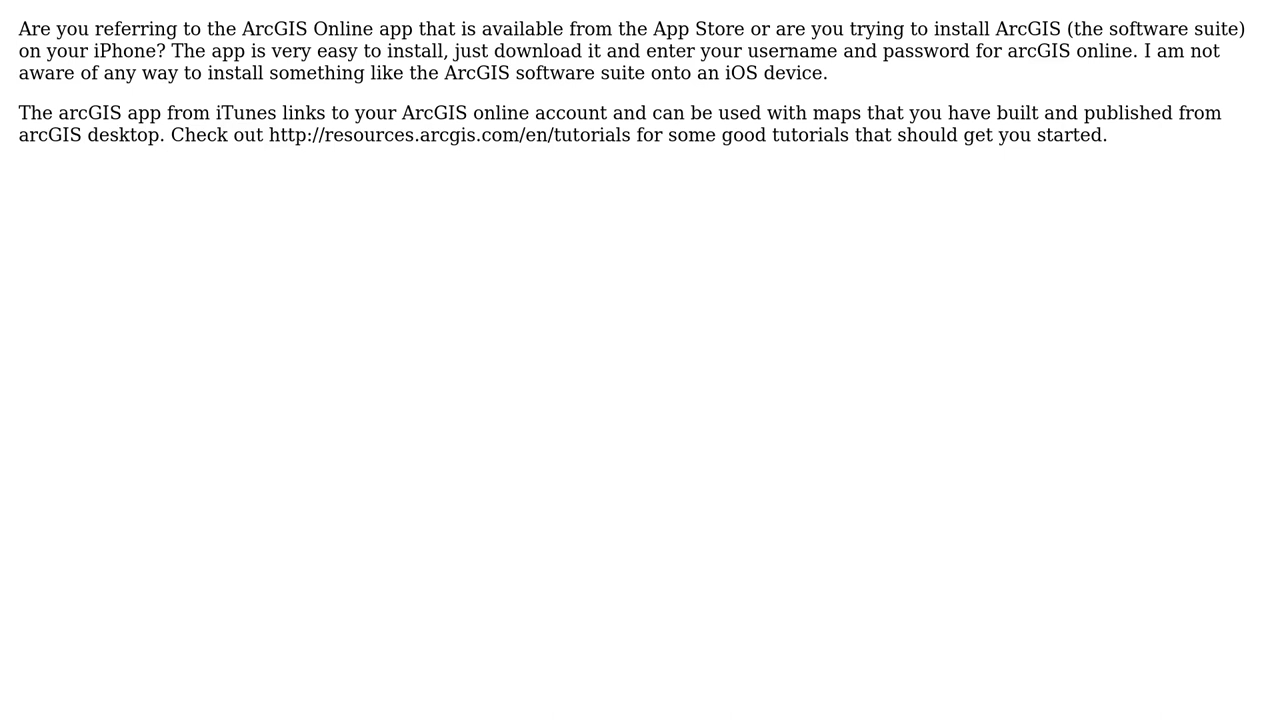 Are you referring to the ArcGIS Online app that is available from the App Store or are you trying to install ArcGIS (the software suite)
on your iPhone? The app is very easy to install, just download it and enter your username and password for arcGIS online. I am not
aware of any way to install something like the ArcGIS software suite onto an iOS device.
The arcGIS app from iTunes links to your ArcGIS online account and can be used with maps that you have built and published from
arcGIS desktop. Check out http://resources.arcgis.com/en/tutorials for some good tutorials that should get you started.